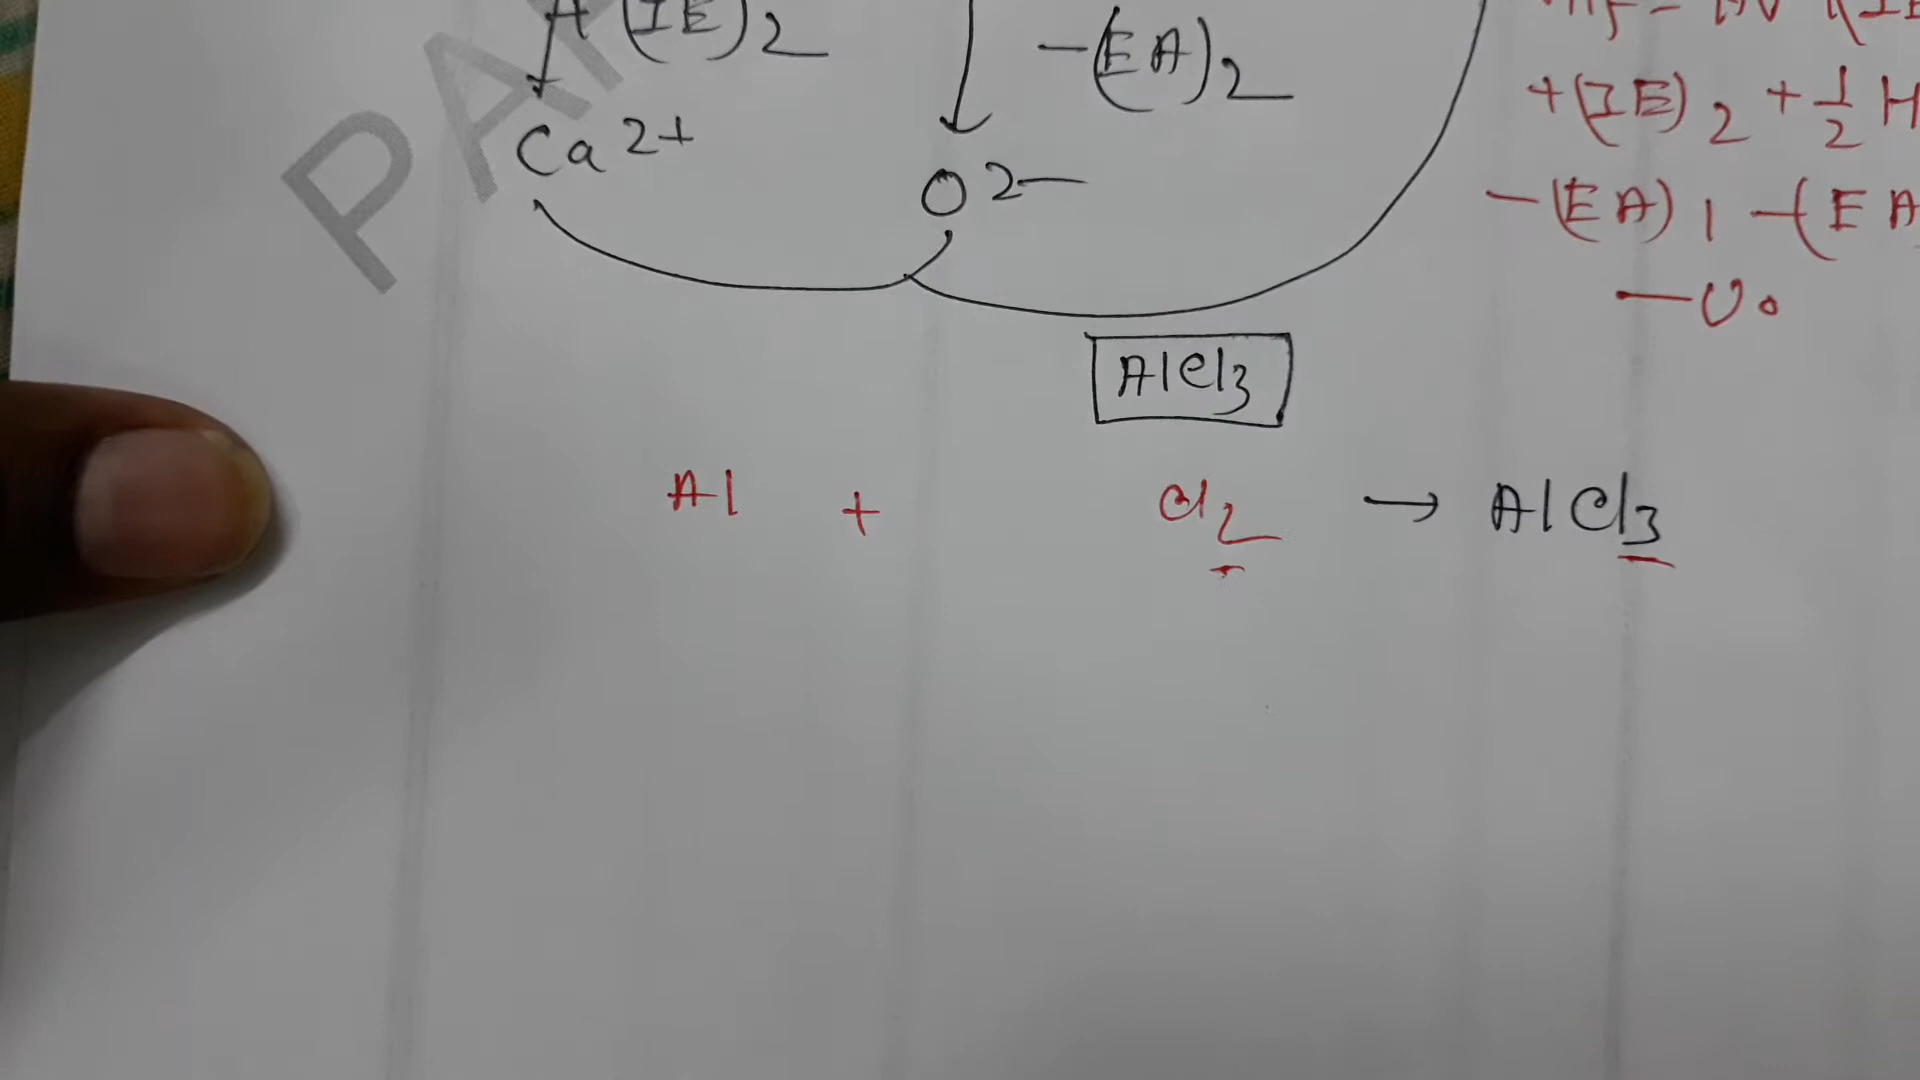 (IE)2
-(EA)2
+(IE)2 + 1/2 H
Ca2+
O2-
-(EA)1 -(EA
-U0
AlCl3
Al + Cl2 → AlCl3